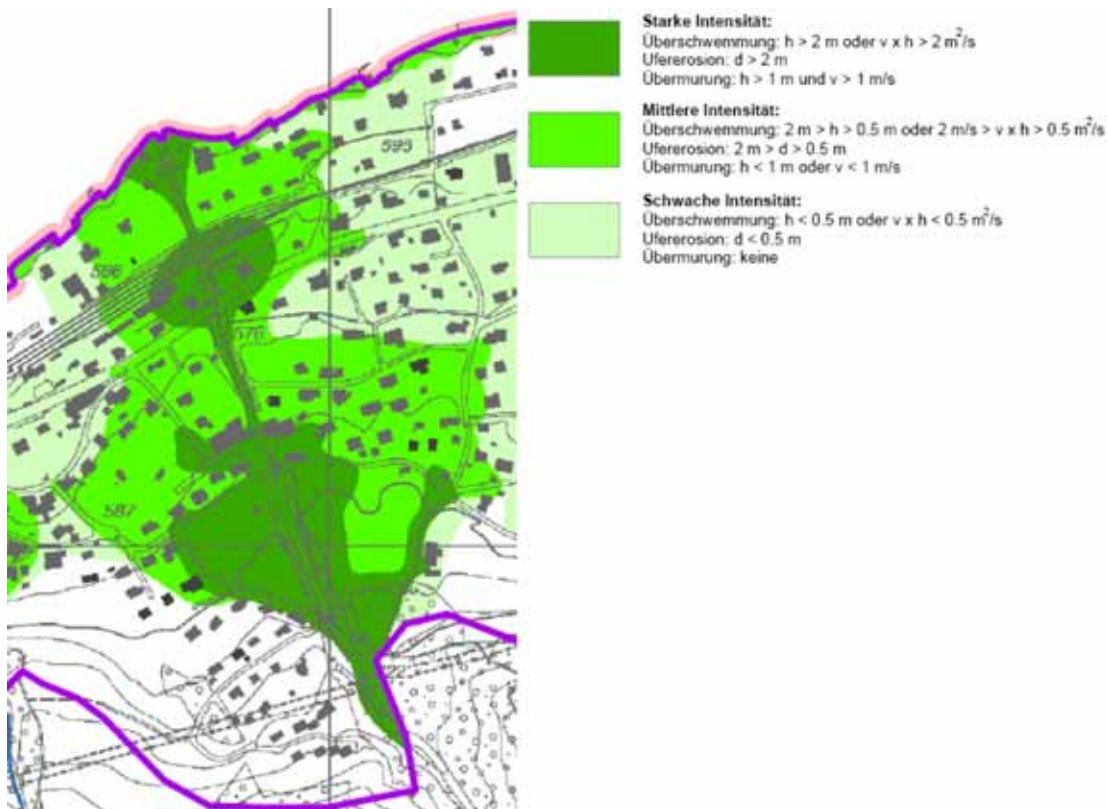 Starke Intensität:
Überschwemmung: h > 2 m oder v x h > 2 m²/s
Ufererosion: d > 2 m
Übermurung: h > 1 m und v > 1 m/s
Mittlere Intensität:
Überschwemmung: 2 m > h > 0.5 m oder 2 m/s > v x h > 0.5 m²/s
Ufererosion: 2 m > d > 0.5 m
Übermurung: h < 1 m oder v < 1 m/s
Schwache Intensität:
Überschwemmung: h < 0.5 m oder v x h < 0.5 m²/s
Ufererosion: d < 0.5 m
Übermurung: keine
595
566
576
587